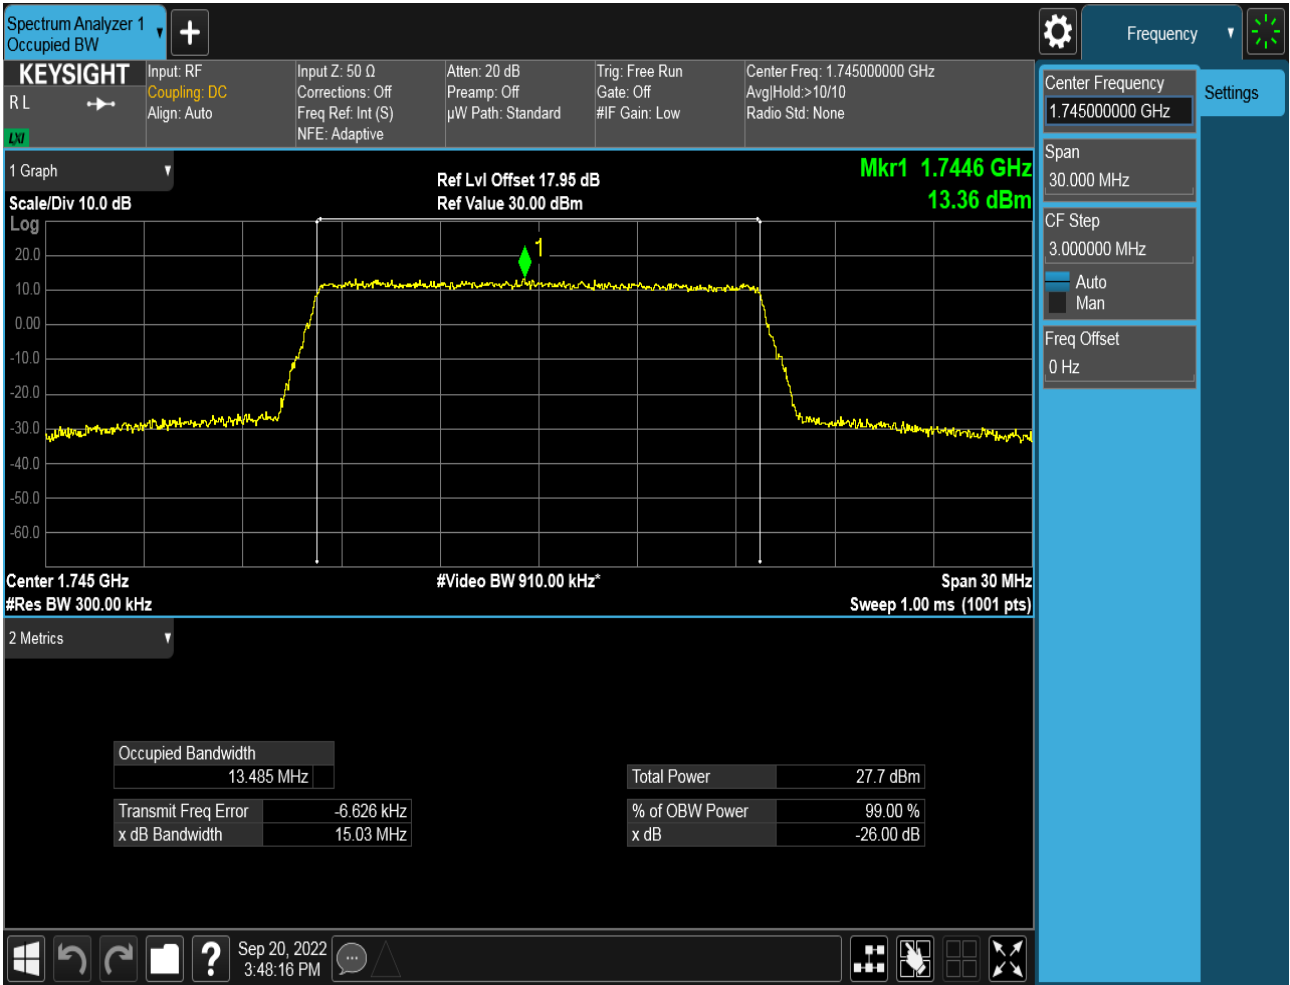 Spectrum Analyzer 1
Occupied BW
Frequency
KEYSIGHT
R L
LXI
Input: RF
Coupling: DC
Align: Auto
Input Z: 50 Ω
Corrections: Off
Freq Ref: Int (S)
NFE: Adaptive
Atten: 20 dB
Preamp: Off
µW Path: Standard
Trig: Free Run
Gate: Off
#IF Gain: Low
Center Freq: 1.745000000 GHz
Avg|Hold:>10/10
Radio Std: None
Center Frequency
1.745000000 GHz
Settings
Span
30.000 MHz
CF Step
3.000000 MHz
Auto
Man
Freq Offset
0 Hz
1 Graph
Ref Lvl Offset 17.95 dB
Mkr1 1.7446 GHz
Scale/Div 10.0 dB
Ref Value 30.00 dBm
13.36 dBm
Log
1
20.0
10.0
0.00
-10.0
-20.0
-30.0
-40.0
-50.0
-60.0
Center 1.745 GHz
#Video BW 910.00 kHz*
Span 30 MHz
#Res BW 300.00 kHz
Sweep 1.00 ms (1001 pts)
2 Metrics
Occupied Bandwidth
13.485 MHz
Total Power 27.7 dBm
Transmit Freq Error -6.626 kHz
% of OBW Power 99.00 %
x dB Bandwidth 15.03 MHz
x dB -26.00 dB
?
Sep 20, 2022
3:48:16 PM